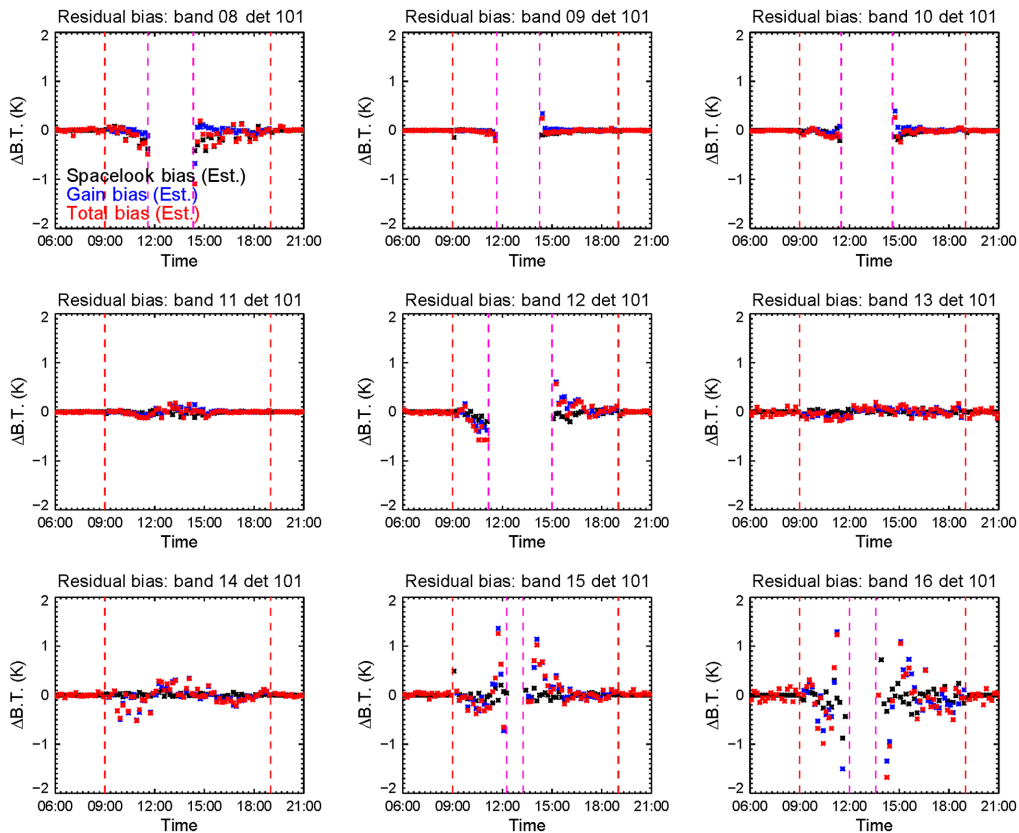 Residual bias: band 08 det 101
2
1
0
−1
−2
ΔB.T. (K)
Spacelook bias (Est.)
Gain bias (Est.)
Total bias (Est.)
06:00 09:00 12:00 15:00 18:00 21:00
Time
Residual bias: band 09 det 101
2
1
0
−1
−2
ΔB.T. (K)
06:00 09:00 12:00 15:00 18:00 21:00
Time
Residual bias: band 10 det 101
2
1
0
−1
−2
ΔB.T. (K)
06:00 09:00 12:00 15:00 18:00 21:00
Time
Residual bias: band 11 det 101
2
1
0
−1
−2
ΔB.T. (K)
06:00 09:00 12:00 15:00 18:00 21:00
Time
Residual bias: band 12 det 101
2
1
0
−1
−2
ΔB.T. (K)
06:00 09:00 12:00 15:00 18:00 21:00
Time
Residual bias: band 13 det 101
2
1
0
−1
−2
ΔB.T. (K)
06:00 09:00 12:00 15:00 18:00 21:00
Time
Residual bias: band 14 det 101
2
1
0
−1
−2
ΔB.T. (K)
06:00 09:00 12:00 15:00 18:00 21:00
Time
Residual bias: band 15 det 101
2
1
0
−1
−2
ΔB.T. (K)
06:00 09:00 12:00 15:00 18:00 21:00
Time
Residual bias: band 16 det 101
2
1
0
−1
−2
ΔB.T. (K)
06:00 09:00 12:00 15:00 18:00 21:00
Time